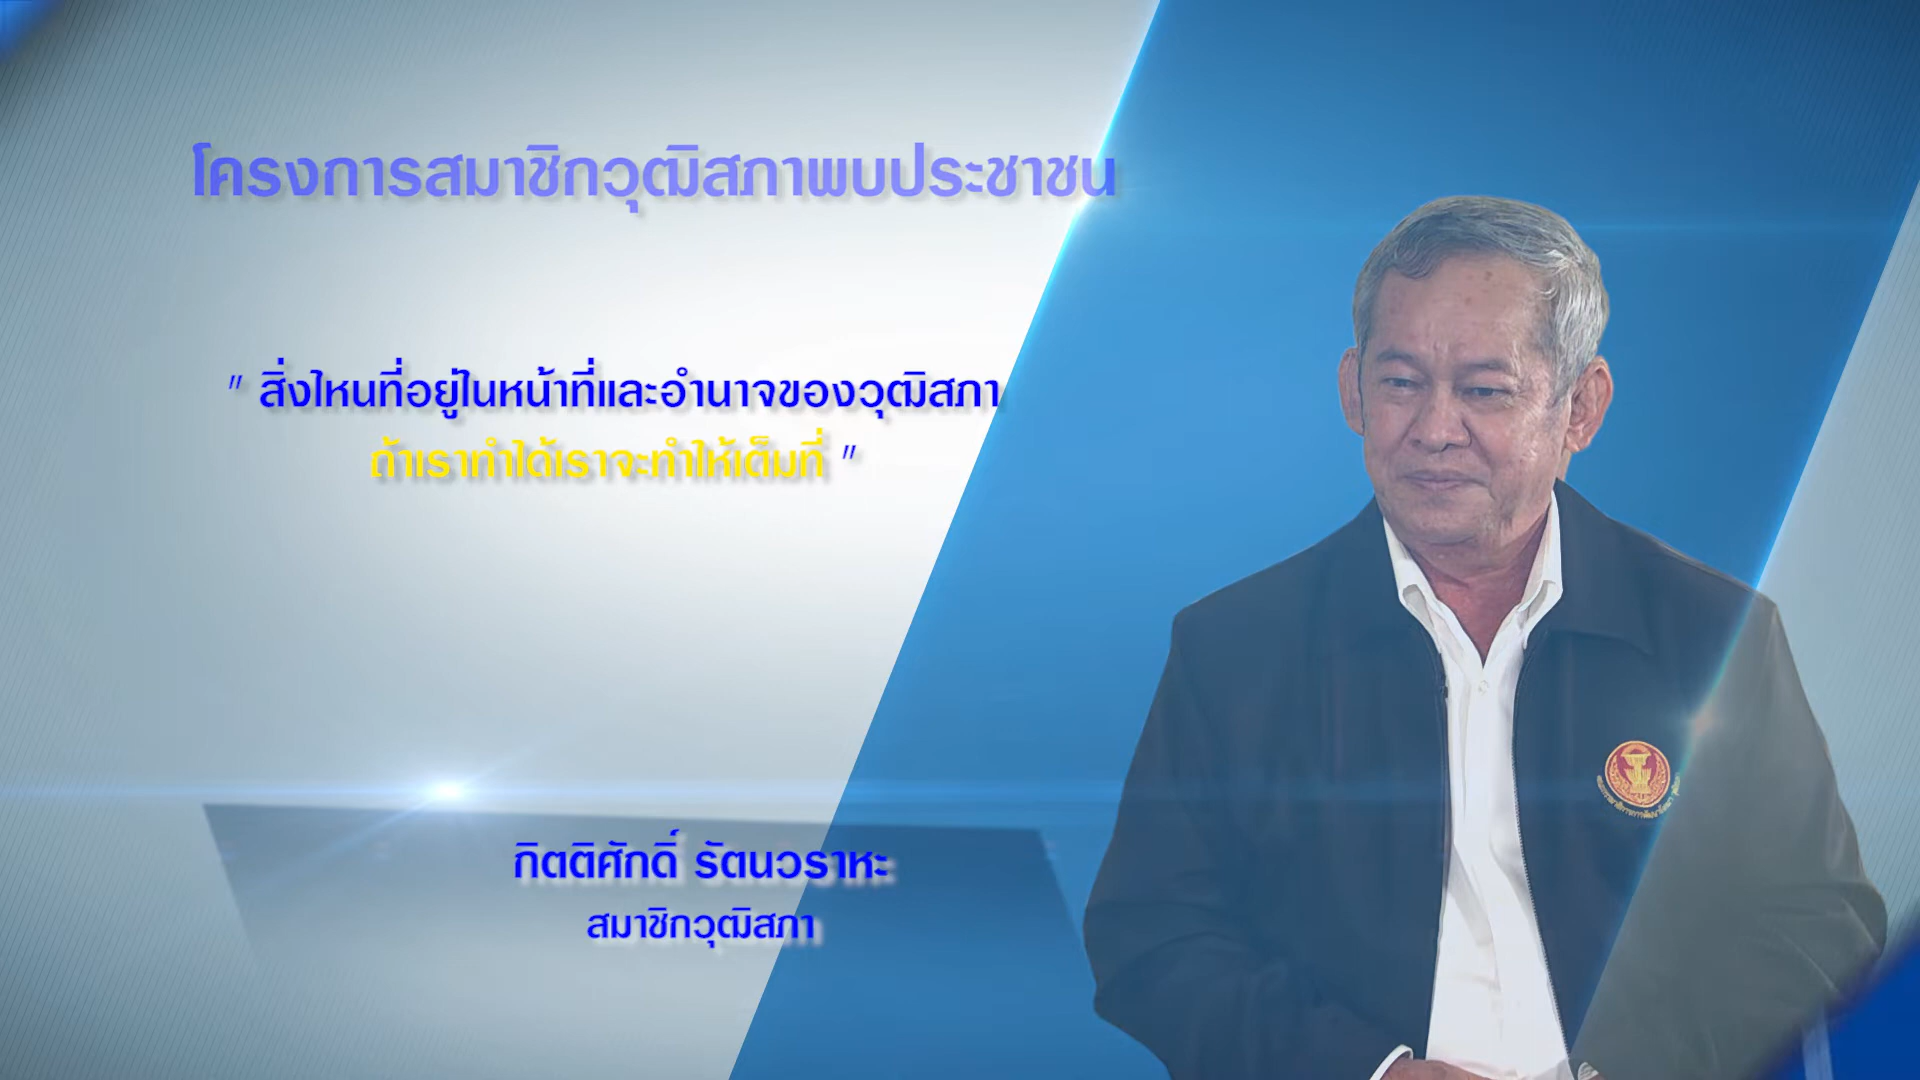 โครงการสมาชิกวุฒิสภาพบประชาชน
" สิ่งไหนที่อยู่ในหน้าที่และอำนาจของวุฒิสภา
ถ้าเราทำได้เราจะทำให้เต็มที่ "
กิตติศักดิ์ รัตนวราหะ
สมาชิกวุฒิสภา